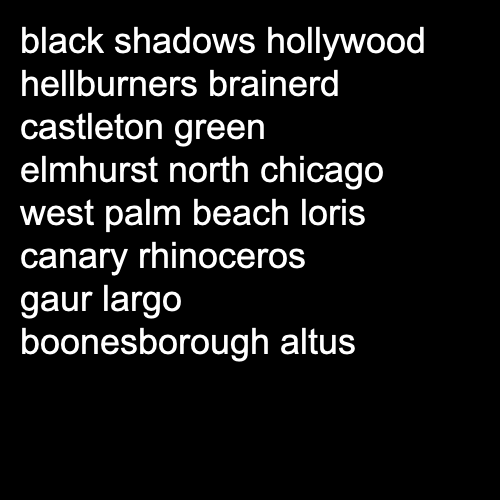 black shadows hollywood
hellburners brainerd
castleton green
elmhurst north chicago
west palm beach loris
canary rhinoceros
gaur largo
boonesborough altus